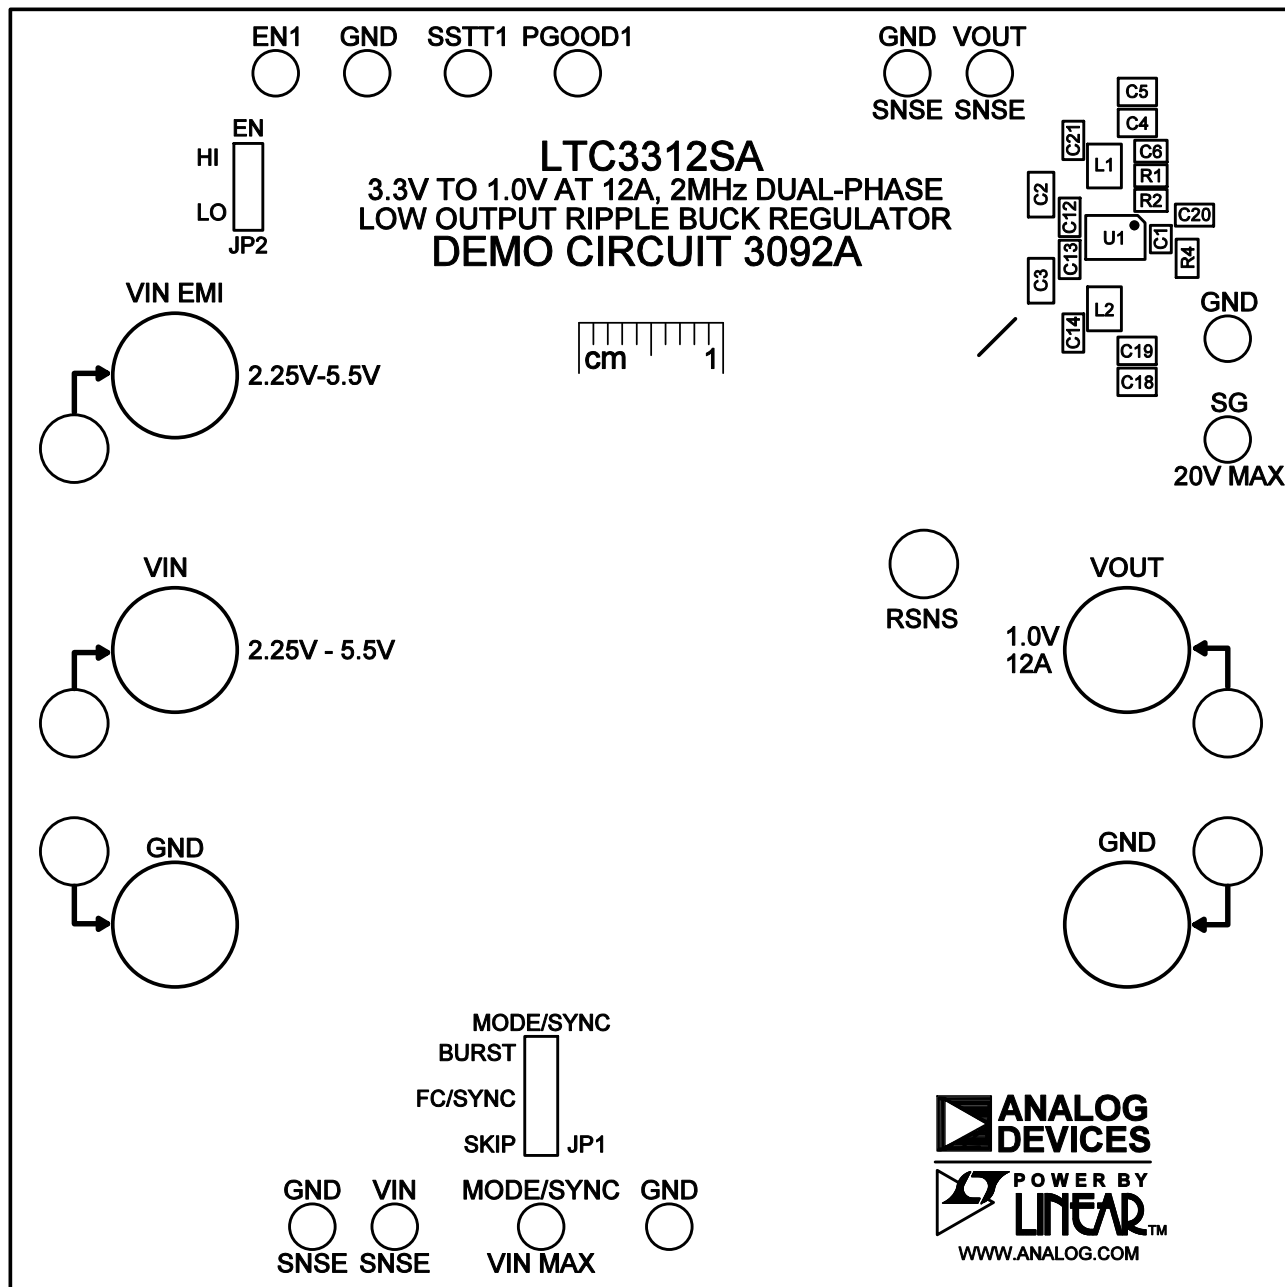 EN1 GND SSTT1 PGOOD1 GND VOUT
SNSE SNSE
C5
C4
C21
C6
L1
R1
C2
R2
C12
C20
U1
C1
C13
R4
C3
L2
C14
C19
C18
EN
HI
LO
JP2
LTC3312SA
3.3V TO 1.0V AT 12A, 2MHz DUAL-PHASE
LOW OUTPUT RIPPLE BUCK REGULATOR
DEMO CIRCUIT 3092A
VIN EMI
2.25V-5.5V
cm 1
GND
SG
20V MAX
VIN
2.25V - 5.5V
RSNS
VOUT
1.0V
12A
GND
GND
MODE/SYNC
BURST
FC/SYNC
SKIP JP1
GND VIN MODE/SYNC GND
SNSE SNSE VIN MAX
ANALOG
DEVICES
POWER BY
LINEAR TM
WWW.ANALOG.COM